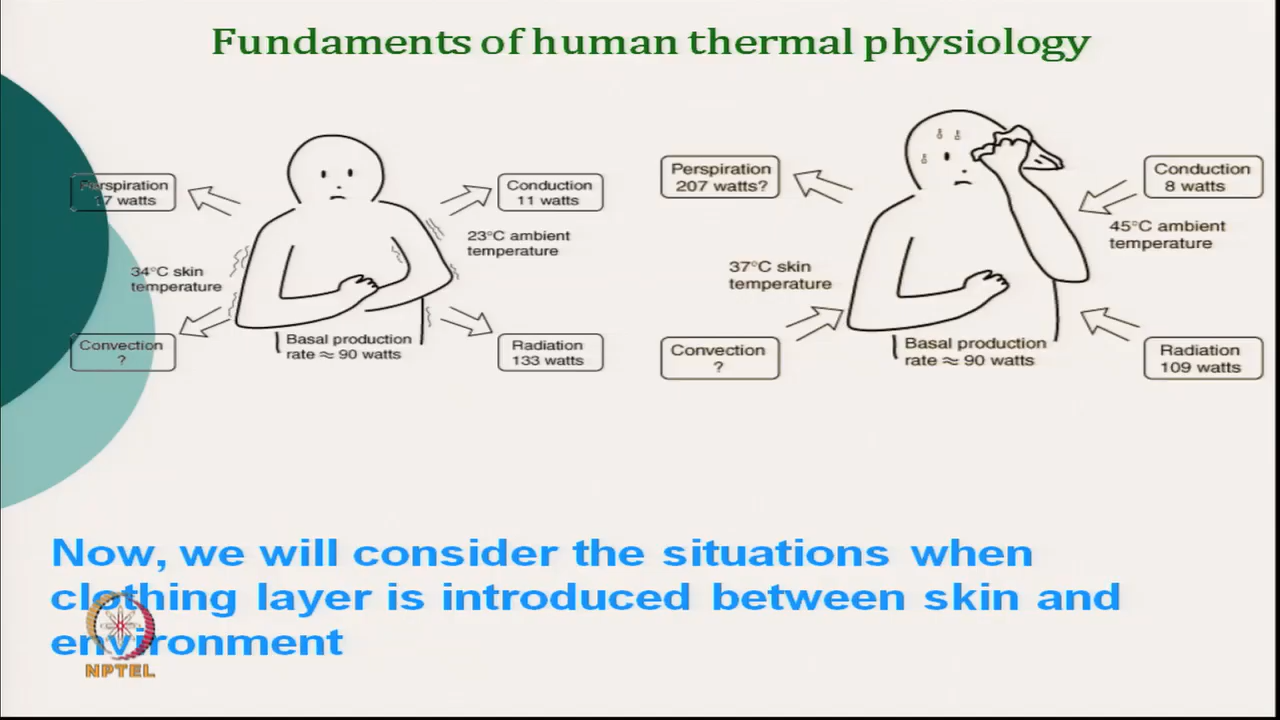 Fundaments of human thermal physiology
Perspiration
17 watts
Conduction
11 watts
23°C ambient
temperature
34°C skin
temperature
Convection
?
Basal production
rate ≈ 90 watts
Radiation
133 watts
Perspiration
207 watts?
Conduction
8 watts
45°C ambient
temperature
37°C skin
temperature
Convection
?
Basal production
rate ≈ 90 watts
Radiation
109 watts
Now, we will consider the situations when
clothing layer is introduced between skin and
environment
NPTEL